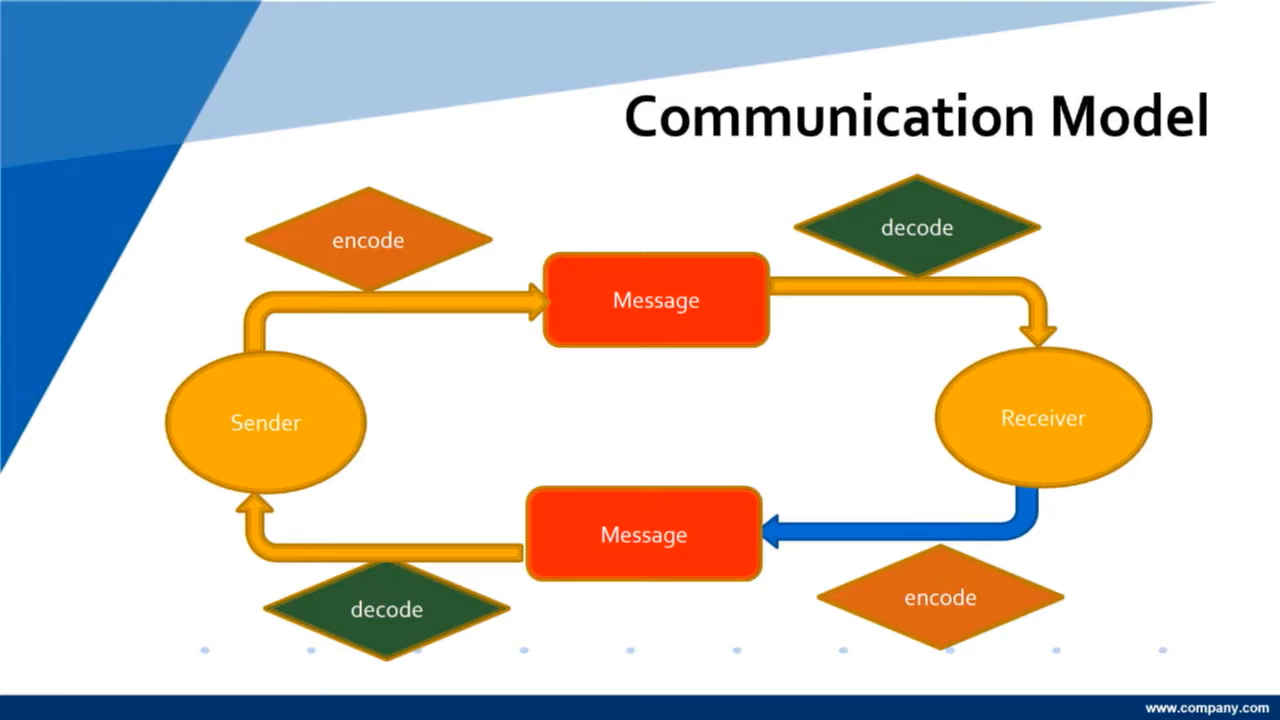 Communication Model
encode
decode
Message
Sender
Receiver
Message
encode
decode
www.company.com